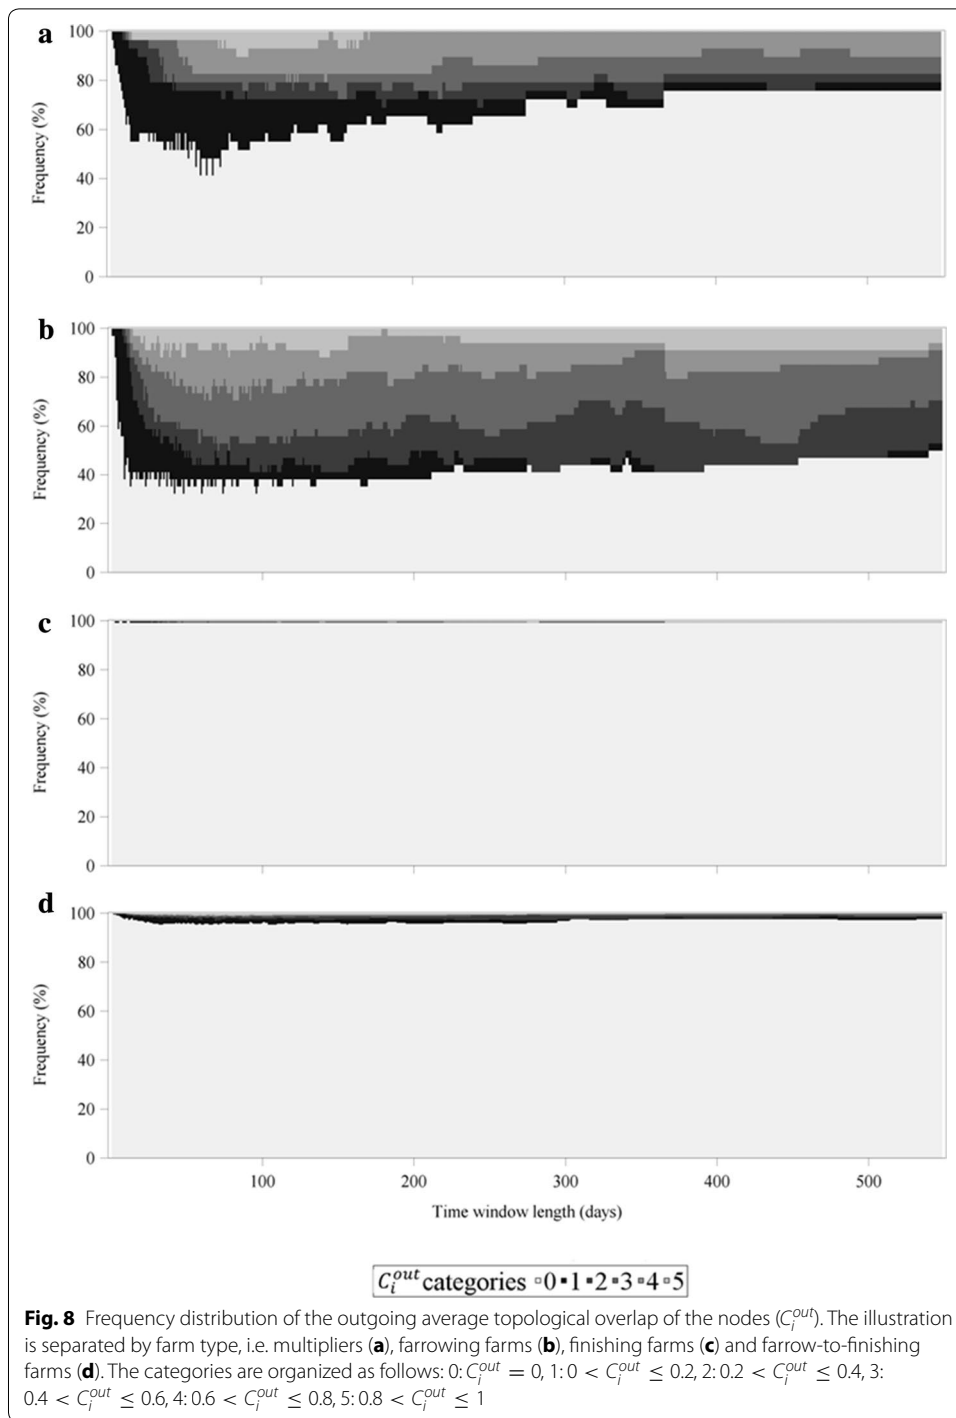 a
100
80
60
40
20
0
Frequency (%)
b
100
80
60
40
20
0
Frequency (%)
c
100
80
60
40
20
0
Frequency (%)
d
100
80
60
40
20
0
Frequency (%)
100 200 300 400 500
Time window length (days)
C_i^{out} categories 0 1 2 3 4 5
Fig. 8 Frequency distribution of the outgoing average topological overlap of the nodes (C_i^{out}). The illustration
is separated by farm type, i.e. multipliers (a), farrowing farms (b), finishing farms (c) and farrow-to-finishing
farms (d). The categories are organized as follows: 0: C_i^{out} = 0, 1: 0 < C_i^{out} ≤ 0.2, 2: 0.2 < C_i^{out} ≤ 0.4, 3:
0.4 < C_i^{out} ≤ 0.6, 4: 0.6 < C_i^{out} ≤ 0.8, 5: 0.8 < C_i^{out} ≤ 1